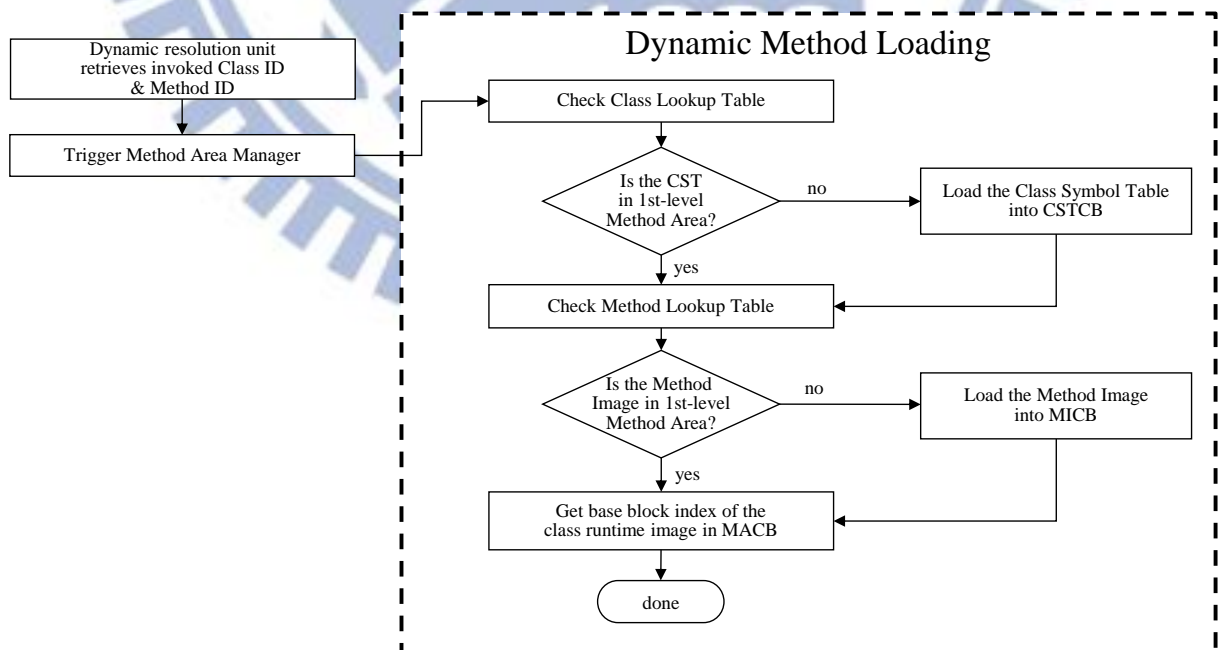 Dynamic Method Loading
Dynamic resolution unit
retrieves invoked Class ID
& Method ID
Trigger Method Area Manager
Check Class Lookup Table
Is the CST
in 1st-level
Method Area?
no
Load the Class Symbol Table
into CSTCB
yes
Check Method Lookup Table
Is the Method
Image in 1st-level
Method Area?
no
Load the Method Image
into MICB
yes
Get base block index of the
class runtime image in MACB
done